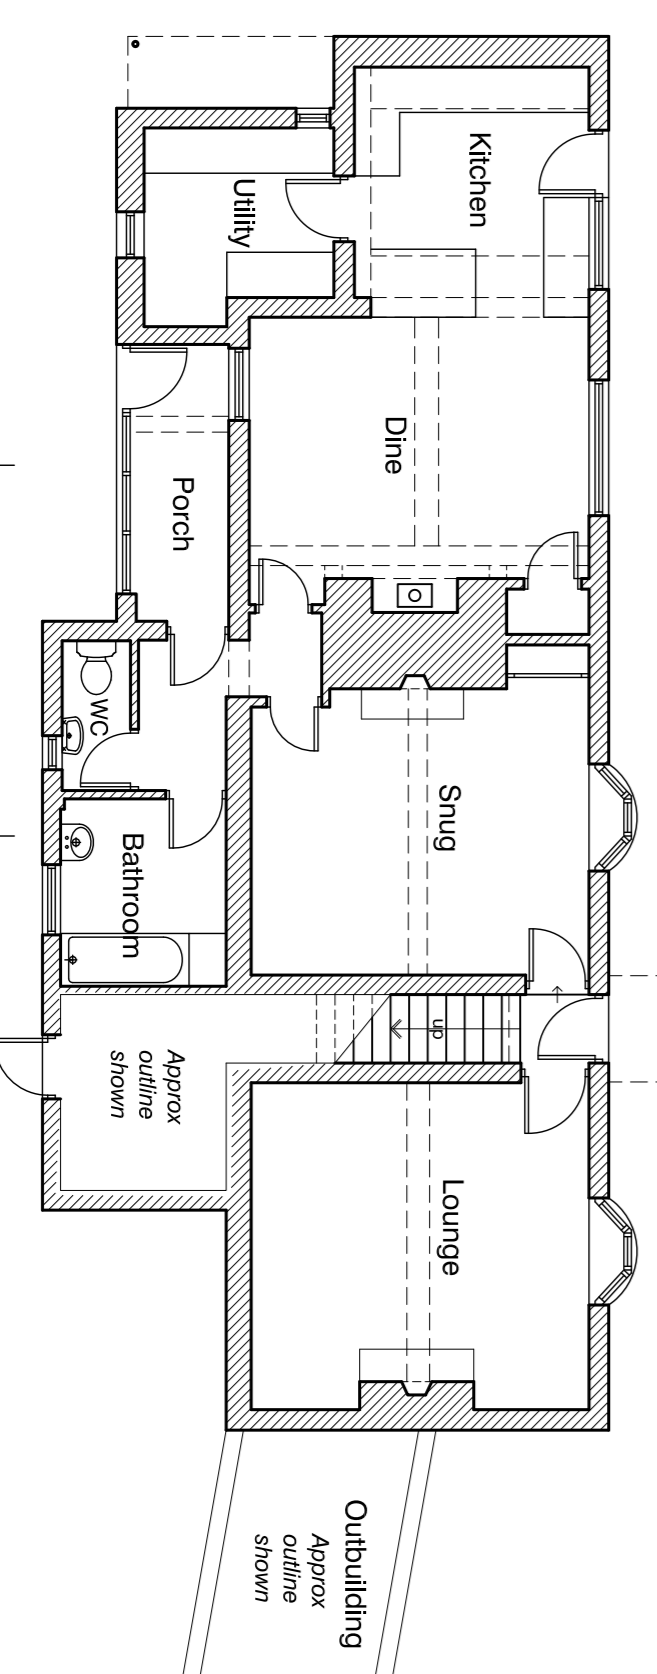 Kitchen
Utility
Dine
Porch
WC
Snug
Bathroom
up
Approx
outline
shown
Lounge
Outbuilding
Approx
outline
shown